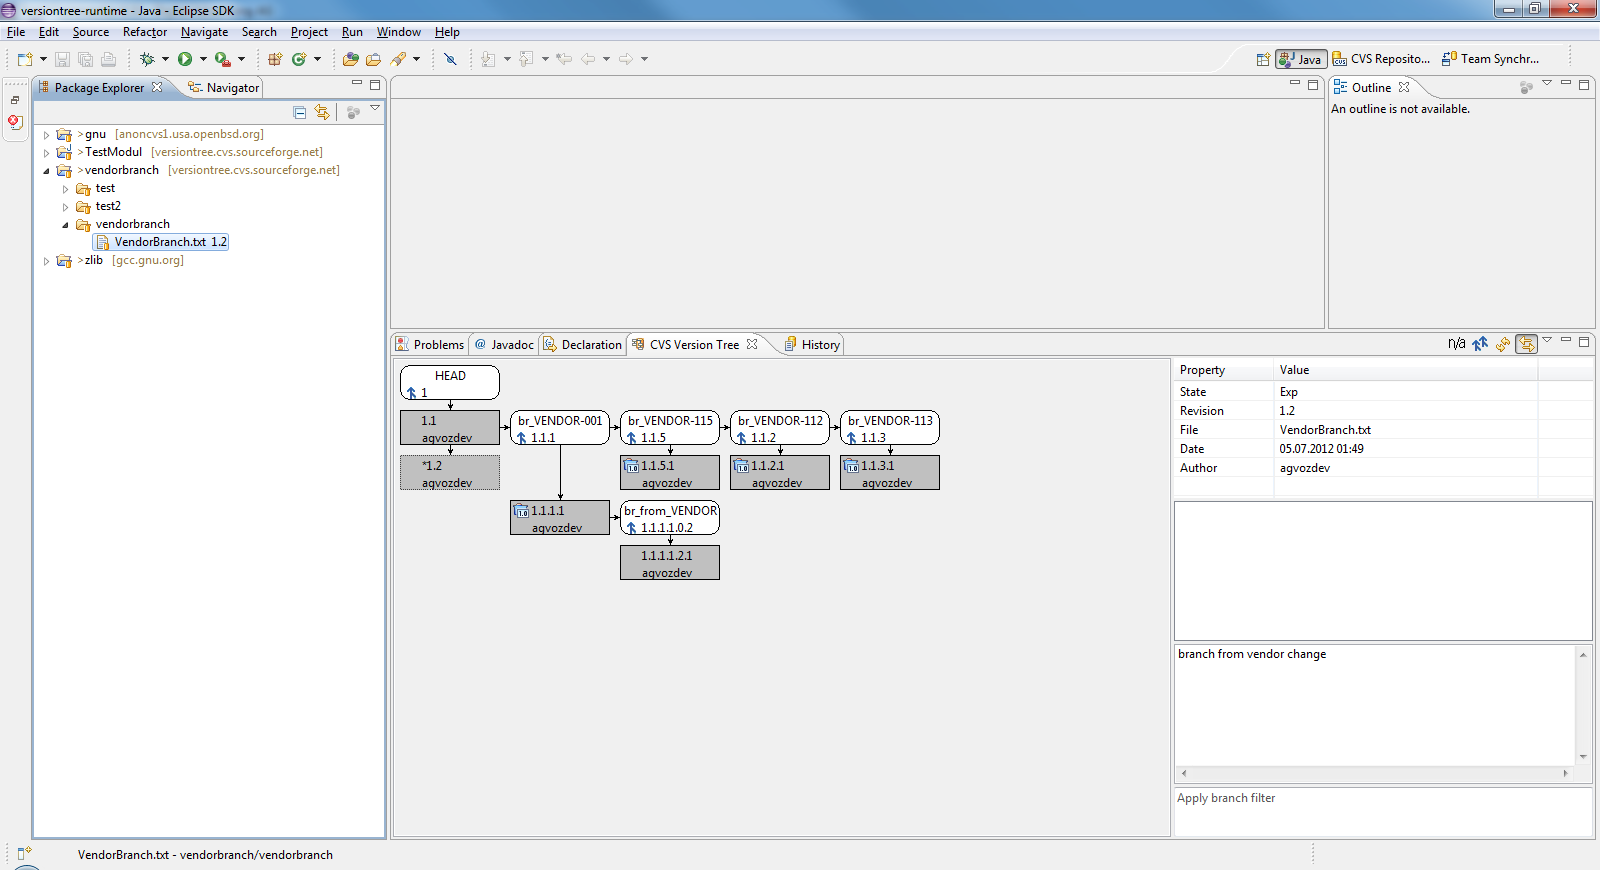 versiontree-runtime - Java - Eclipse SDK
File Edit Source Refactor Navigate Search Project Run Window Help
Java CVS Reposito... Team Synchr...
Package Explorer Navigator
>gnu [anoncvs1.usa.openbsd.org]
>TestModul [versiontree.cvs.sourceforge.net]
>vendorbranch [versiontree.cvs.sourceforge.net]
test
test2
vendorbranch
VendorBranch.txt 1.2
>zlib [gcc.gnu.org]
Outline
An outline is not available.
Problems @ Javadoc Declaration CVS Version Tree History
n/a
HEAD
1
1.1
agvozdev
*1.2
agvozdev
br_VENDOR-001
1.1.1
br_VENDOR-115
1.1.5
br_VENDOR-112
1.1.2
br_VENDOR-113
1.1.3
1.0 1.1.5.1
agvozdev
1.0 1.1.2.1
agvozdev
1.0 1.1.3.1
agvozdev
1.0 1.1.1.1
agvozdev
br_from_VENDOR
1.1.1.1.0.2
1.1.1.1.2.1
agvozdev
Property Value
State Exp
Revision 1.2
File VendorBranch.txt
Date 05.07.2012 01:49
Author agvozdev
branch from vendor change
Apply branch filter
VendorBranch.txt - vendorbranch/vendorbranch